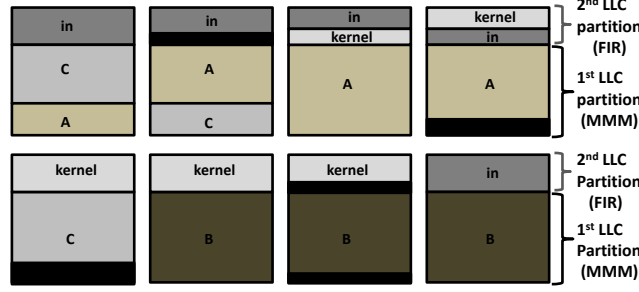 in
C
A
in
A
C
in
kernel
A
kernel
in
A
2nd LLC
partition
(FIR)
1st LLC
partition
(MMM)
kernel
C
kernel
B
kernel
B
in
B
2nd LLC
Partition
(FIR)
1st LLC
Partition
(MMM)